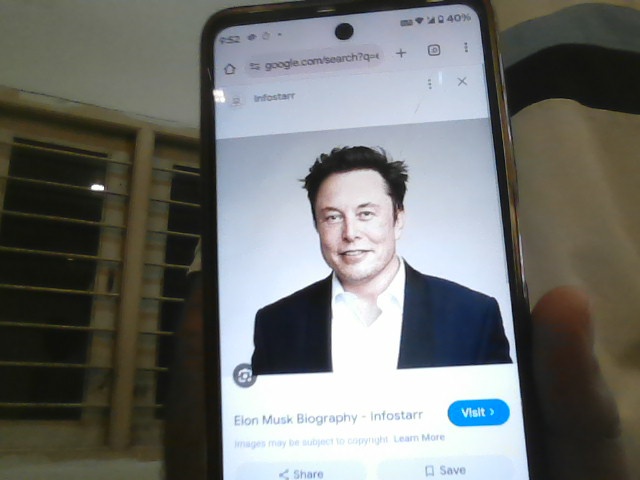 9:52 40%
google.com/search?q=
infostarr
Elon Musk Biography - Infostarr
Visit >
Images may be subject to copyright. Learn More
Share Save